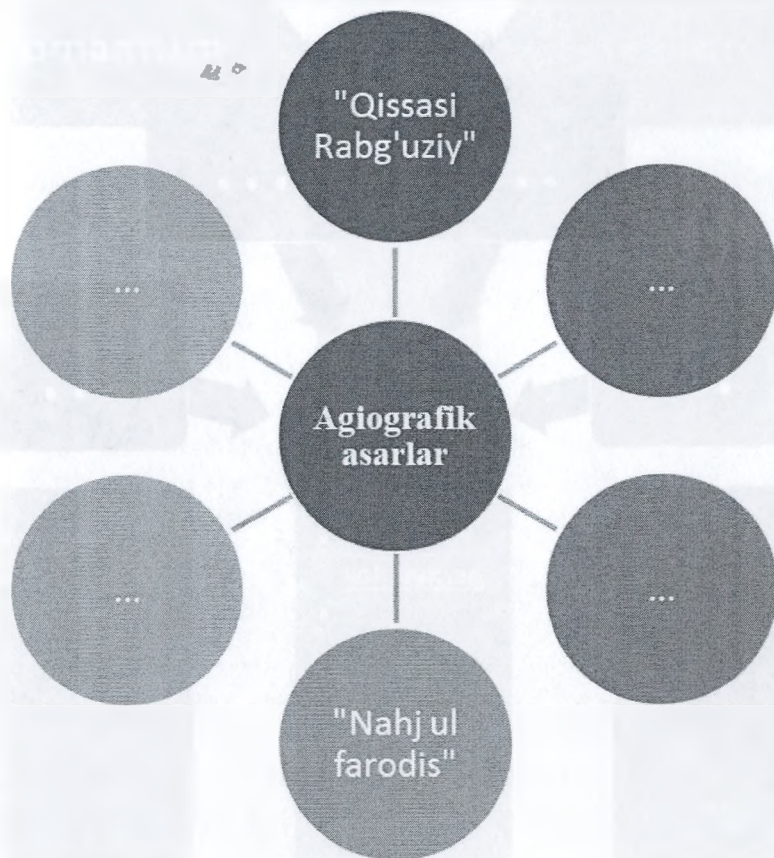 "Qissasi
Rabg'uziy"
...
...
Agiografik
asarlar
...
...
"Nahj ul
farodis"